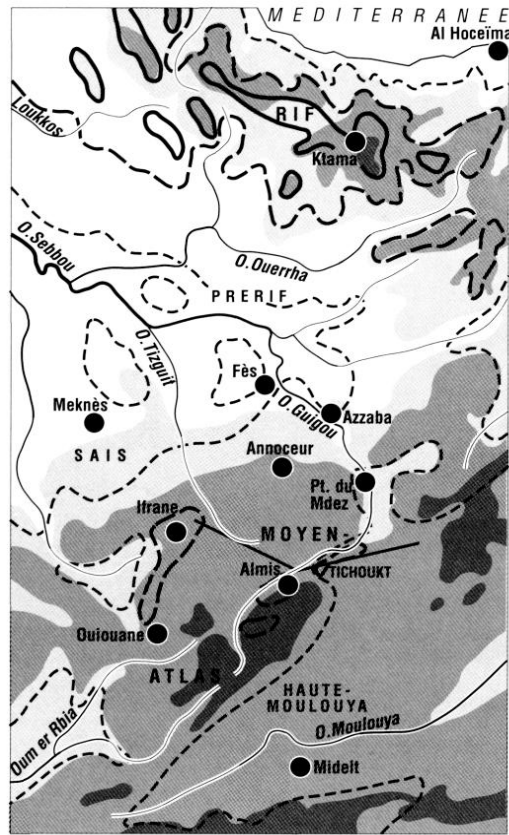 MEDITERRANEE
Al Hoceïma
Loukkos
RIF
Ktama
O.Sebbou
O.Ouerrha
PRERIF
O.Tizguit
Fès
O.Guigou
Meknès
Azzaba
SAIS
Annoceur
Pt. du
Mdez
Ifrane
MOYEN-
Almis
TICHOUKT
Ouiouane
ATLAS
HAUTE-
MOULOUYA
Oum er Rbia
O.Moulouya
Midelt